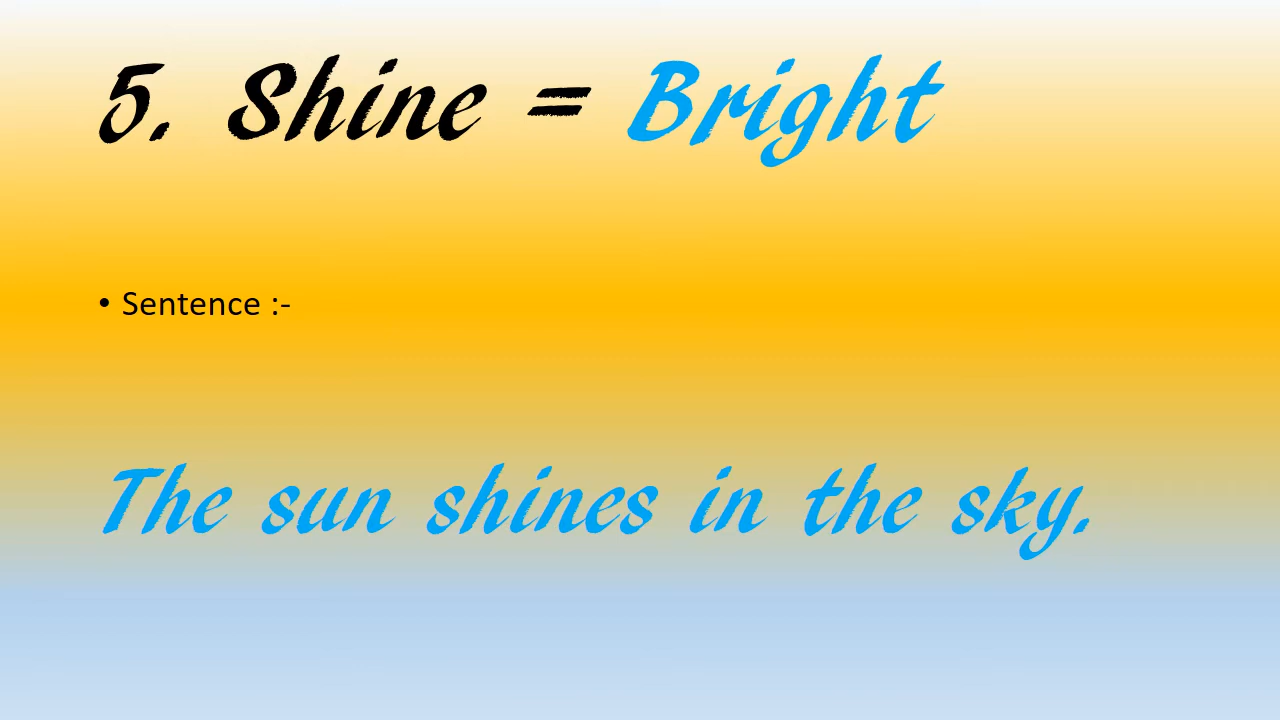 5. Shine = Bright
• Sentence :-
The sun shines in the sky.